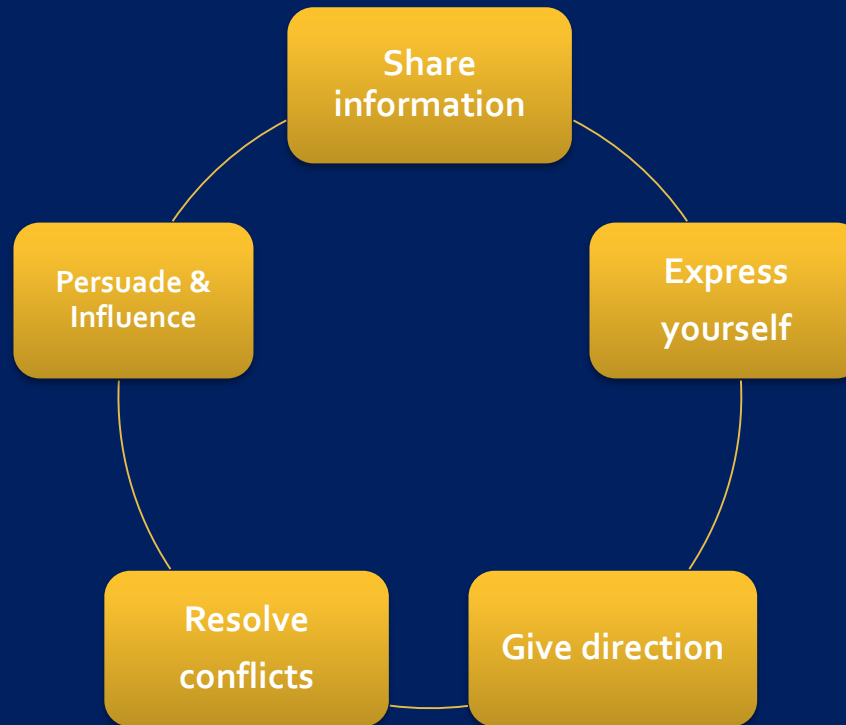 Share
information
Express
yourself
Give direction
Resolve
conflicts
Persuade &
Influence